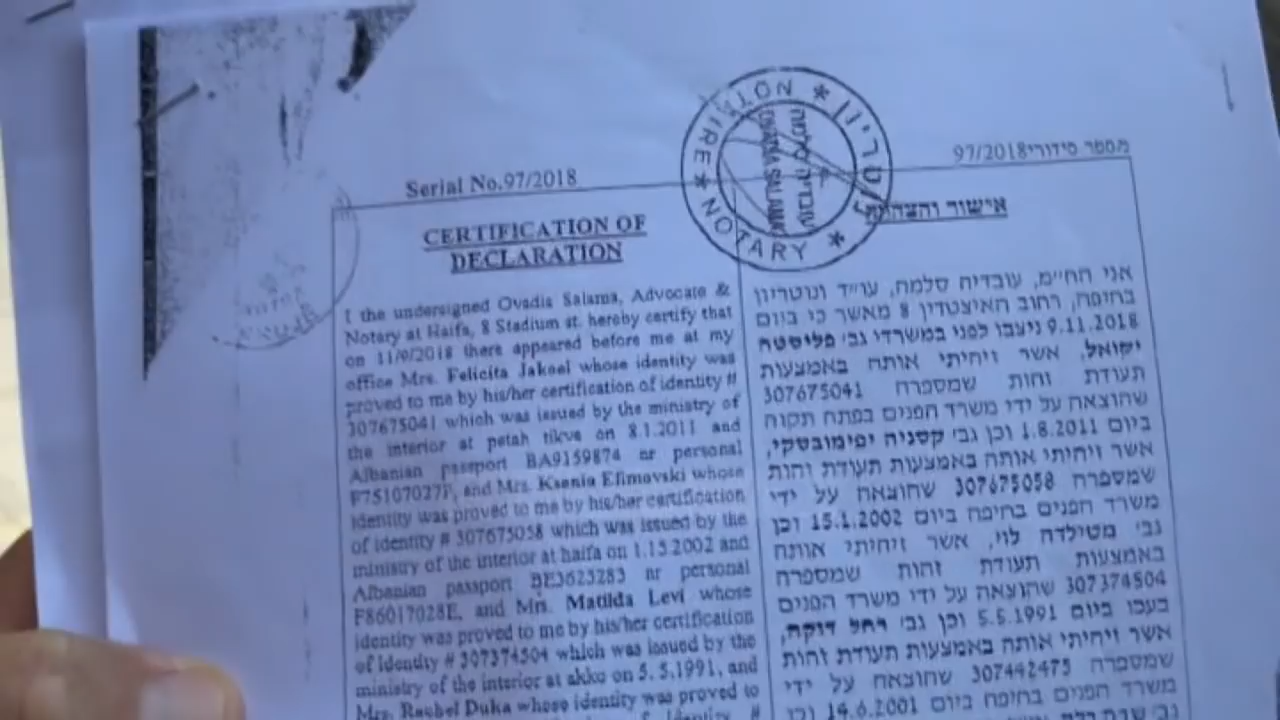 Serial No.97/2018
CERTIFICATION OF
DECLARATION
I the undersigned Ovadia Salama, Advocate &
Notary at Haifa, 8 Stadium st. hereby certify that
on 11/9/2018 there appeared before me at my
office Mrs. Felicita Jakoel whose identity was
proved to me by his/her certification of identity #
307675041 which was issued by the ministry of
the interior at petah tikva on 8.1.2011 and
Albanian passport BA9159874 nr personal
F75107027F, and Mrs. Ksenia Efimovski whose
identity was proved to me by his/her certification
of identity # 307675058 which was issued by the
ministry of the interior at haifa on 1.15.2002 and
Albanian passport BE3623283 nr personal
F86017028E, and Mrs. Matilda Levi whose
identity was proved to me by his/her certification
of identity # 307374504 which was issued by the
ministry of the interior at akko on 5.5.1991, and
Mrs. Rachel Duka whose identity was proved to
NOTAIRE * NOTARY * נוטריון *
עובדיה סלמה
OVADIA SALAMA
מספר סידורי 97/2018
אישור והצהרה
אני הח"מ, עובדיה סלמה, עו"ד ונוטריון
בחיפה, רחוב האיצטדין 8 מאשר כי ביום
9.11.2018 ניצבו לפני במשרדי גב' פליסטה
יקואל, אשר זיהיתי אותה באמצעות
תעודת זהות שמספרה 307675041
שהוצאה על ידי משרד הפנים בפתח תקוה
ביום 1.8.2011 וכן גב' קסניה יפימובסקי,
אשר זיהיתי אותה באמצעות תעודת זהות
שמספרה 307675058 שהוצאה על ידי
משרד הפנים בחיפה ביום 15.1.2002 וכן
גב' מטילדה לוי, אשר זיהיתי אותה
באמצעות תעודת זהות שמספרה
307374504 שהוצאה על ידי משרד הפנים
בעכו ביום 5.5.1991 וכן גב' רחל דוקה,
אשר זיהיתי אותה באמצעות תעודת זהות
שמספרה 307442475 שהוצאה על ידי
משרד הפנים בחיפה ביום 14.6.2001 וכן